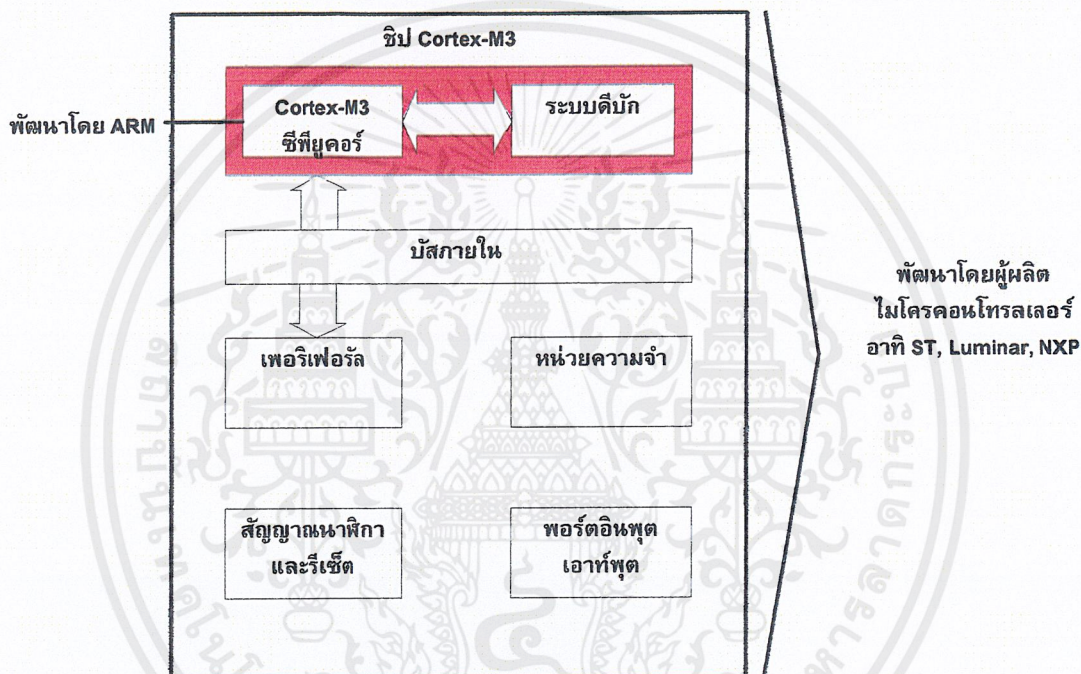 ชิป Cortex-M3
พัฒนาโดย ARM
Cortex-M3
ซีพียูคอร์
ระบบดีบัก
บัสภายใน
เพอริเฟอรัล
หน่วยความจำ
สัญญาณนาฬิกา
และรีเซ็ต
พอร์ตอินพุต
เอาท์พุต
พัฒนาโดยผู้ผลิต
ไมโครคอนโทรลเลอร์
อาทิ ST, Luminar, NXP